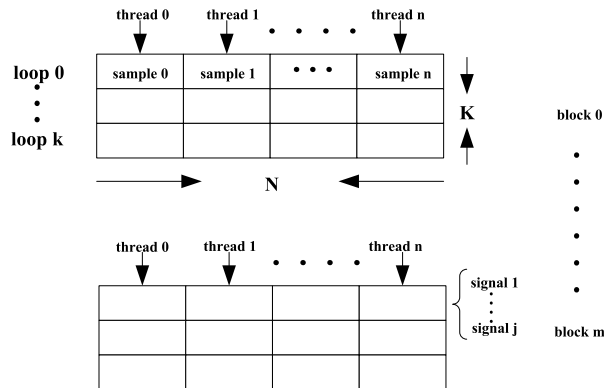 thread 0 thread 1 thread n
loop 0 sample 0 sample 1 sample n
K
block 0
loop k
N
thread 0 thread 1 thread n
signal 1
signal j block m